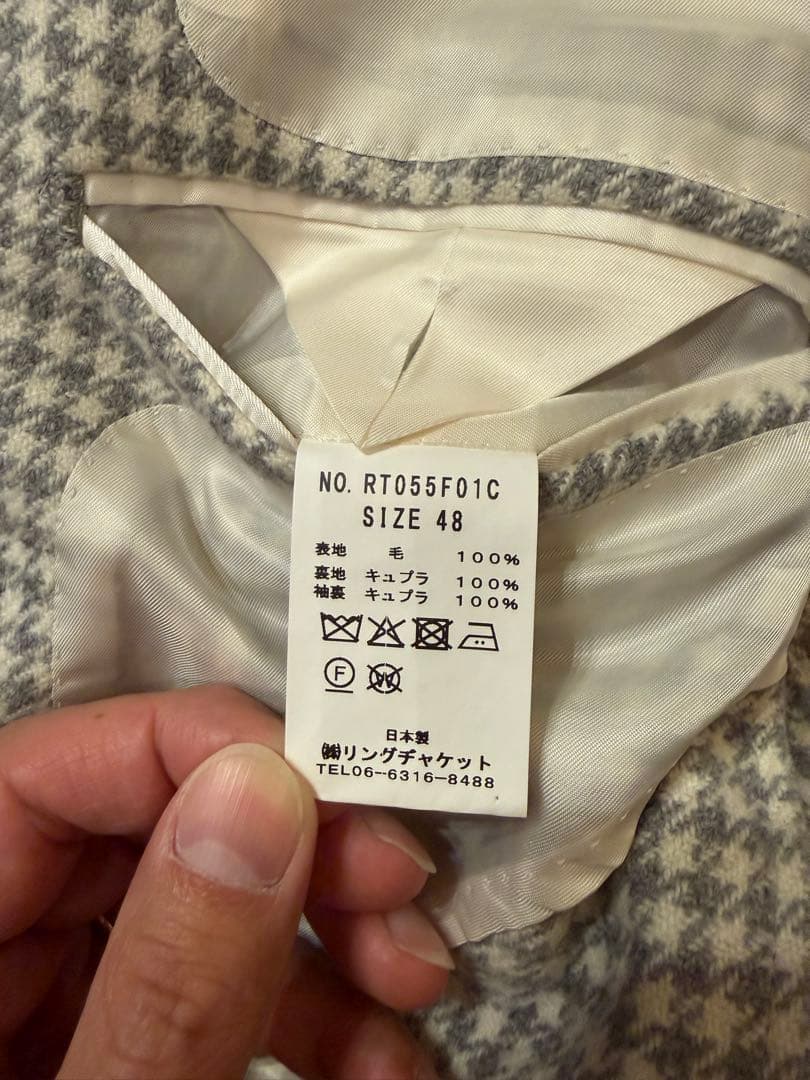 NO. RT055F01C
SIZE 48
表地 毛 100%
裏地 キュプラ 100%
袖裏 キュプラ 100%
F
W
日本製
㈱リングヂャケット
TEL06-6316-8488